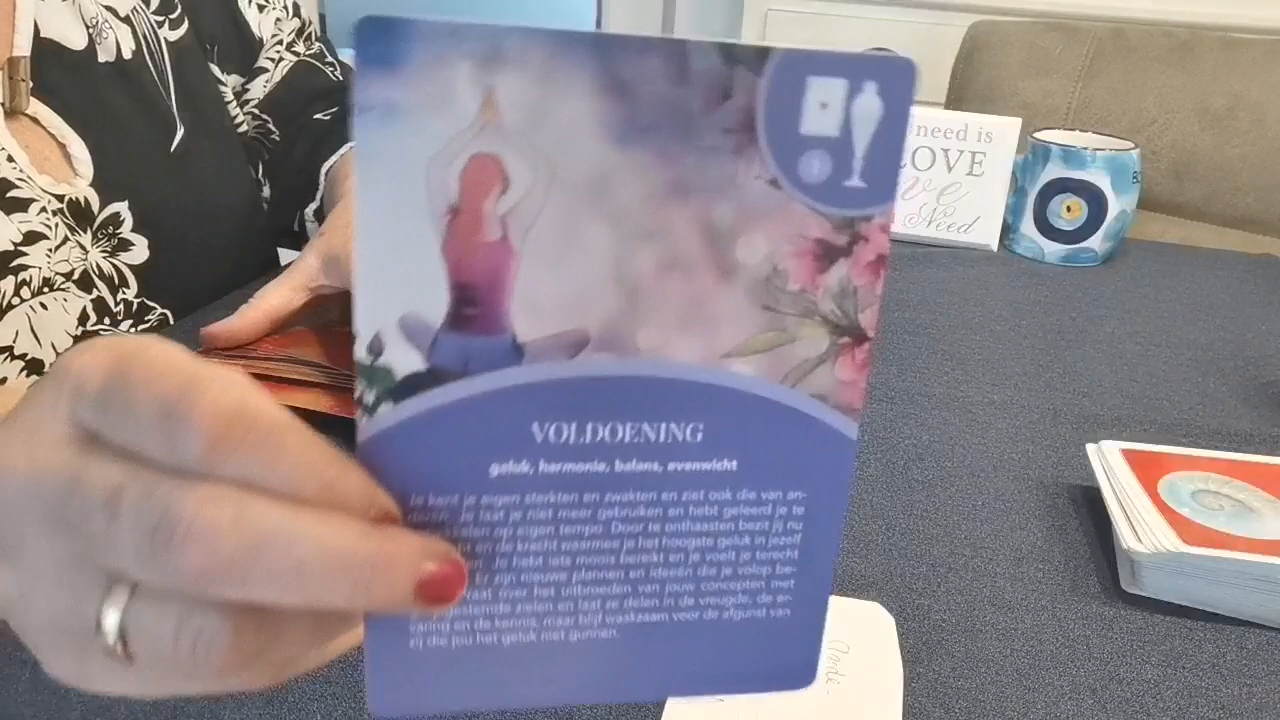 need is
LOVE
Need
VOLDOENING
geluk, harmonie, balans, evenwicht
Je kent je eigen sterkten en zwakten en ziet ook die van an-
deren. Je laat je niet meer gebruiken en hebt geleerd je te
op eigen tempo. Door te onthaasten bezit jij nu
en de kracht waarmee je het hoogste geluk in jezelf
Je hebt iets moois bereikt en je voelt je terecht
Er zijn nieuwe plannen en ideeën die je volop be-
over het uitbroeden van jouw concepten met
zielen en laat ze delen in de vreugde, de er-
varing en de kennis, maar blijf waakzaam voor de afgunst van
zij die jou het geluk niet gunnen.